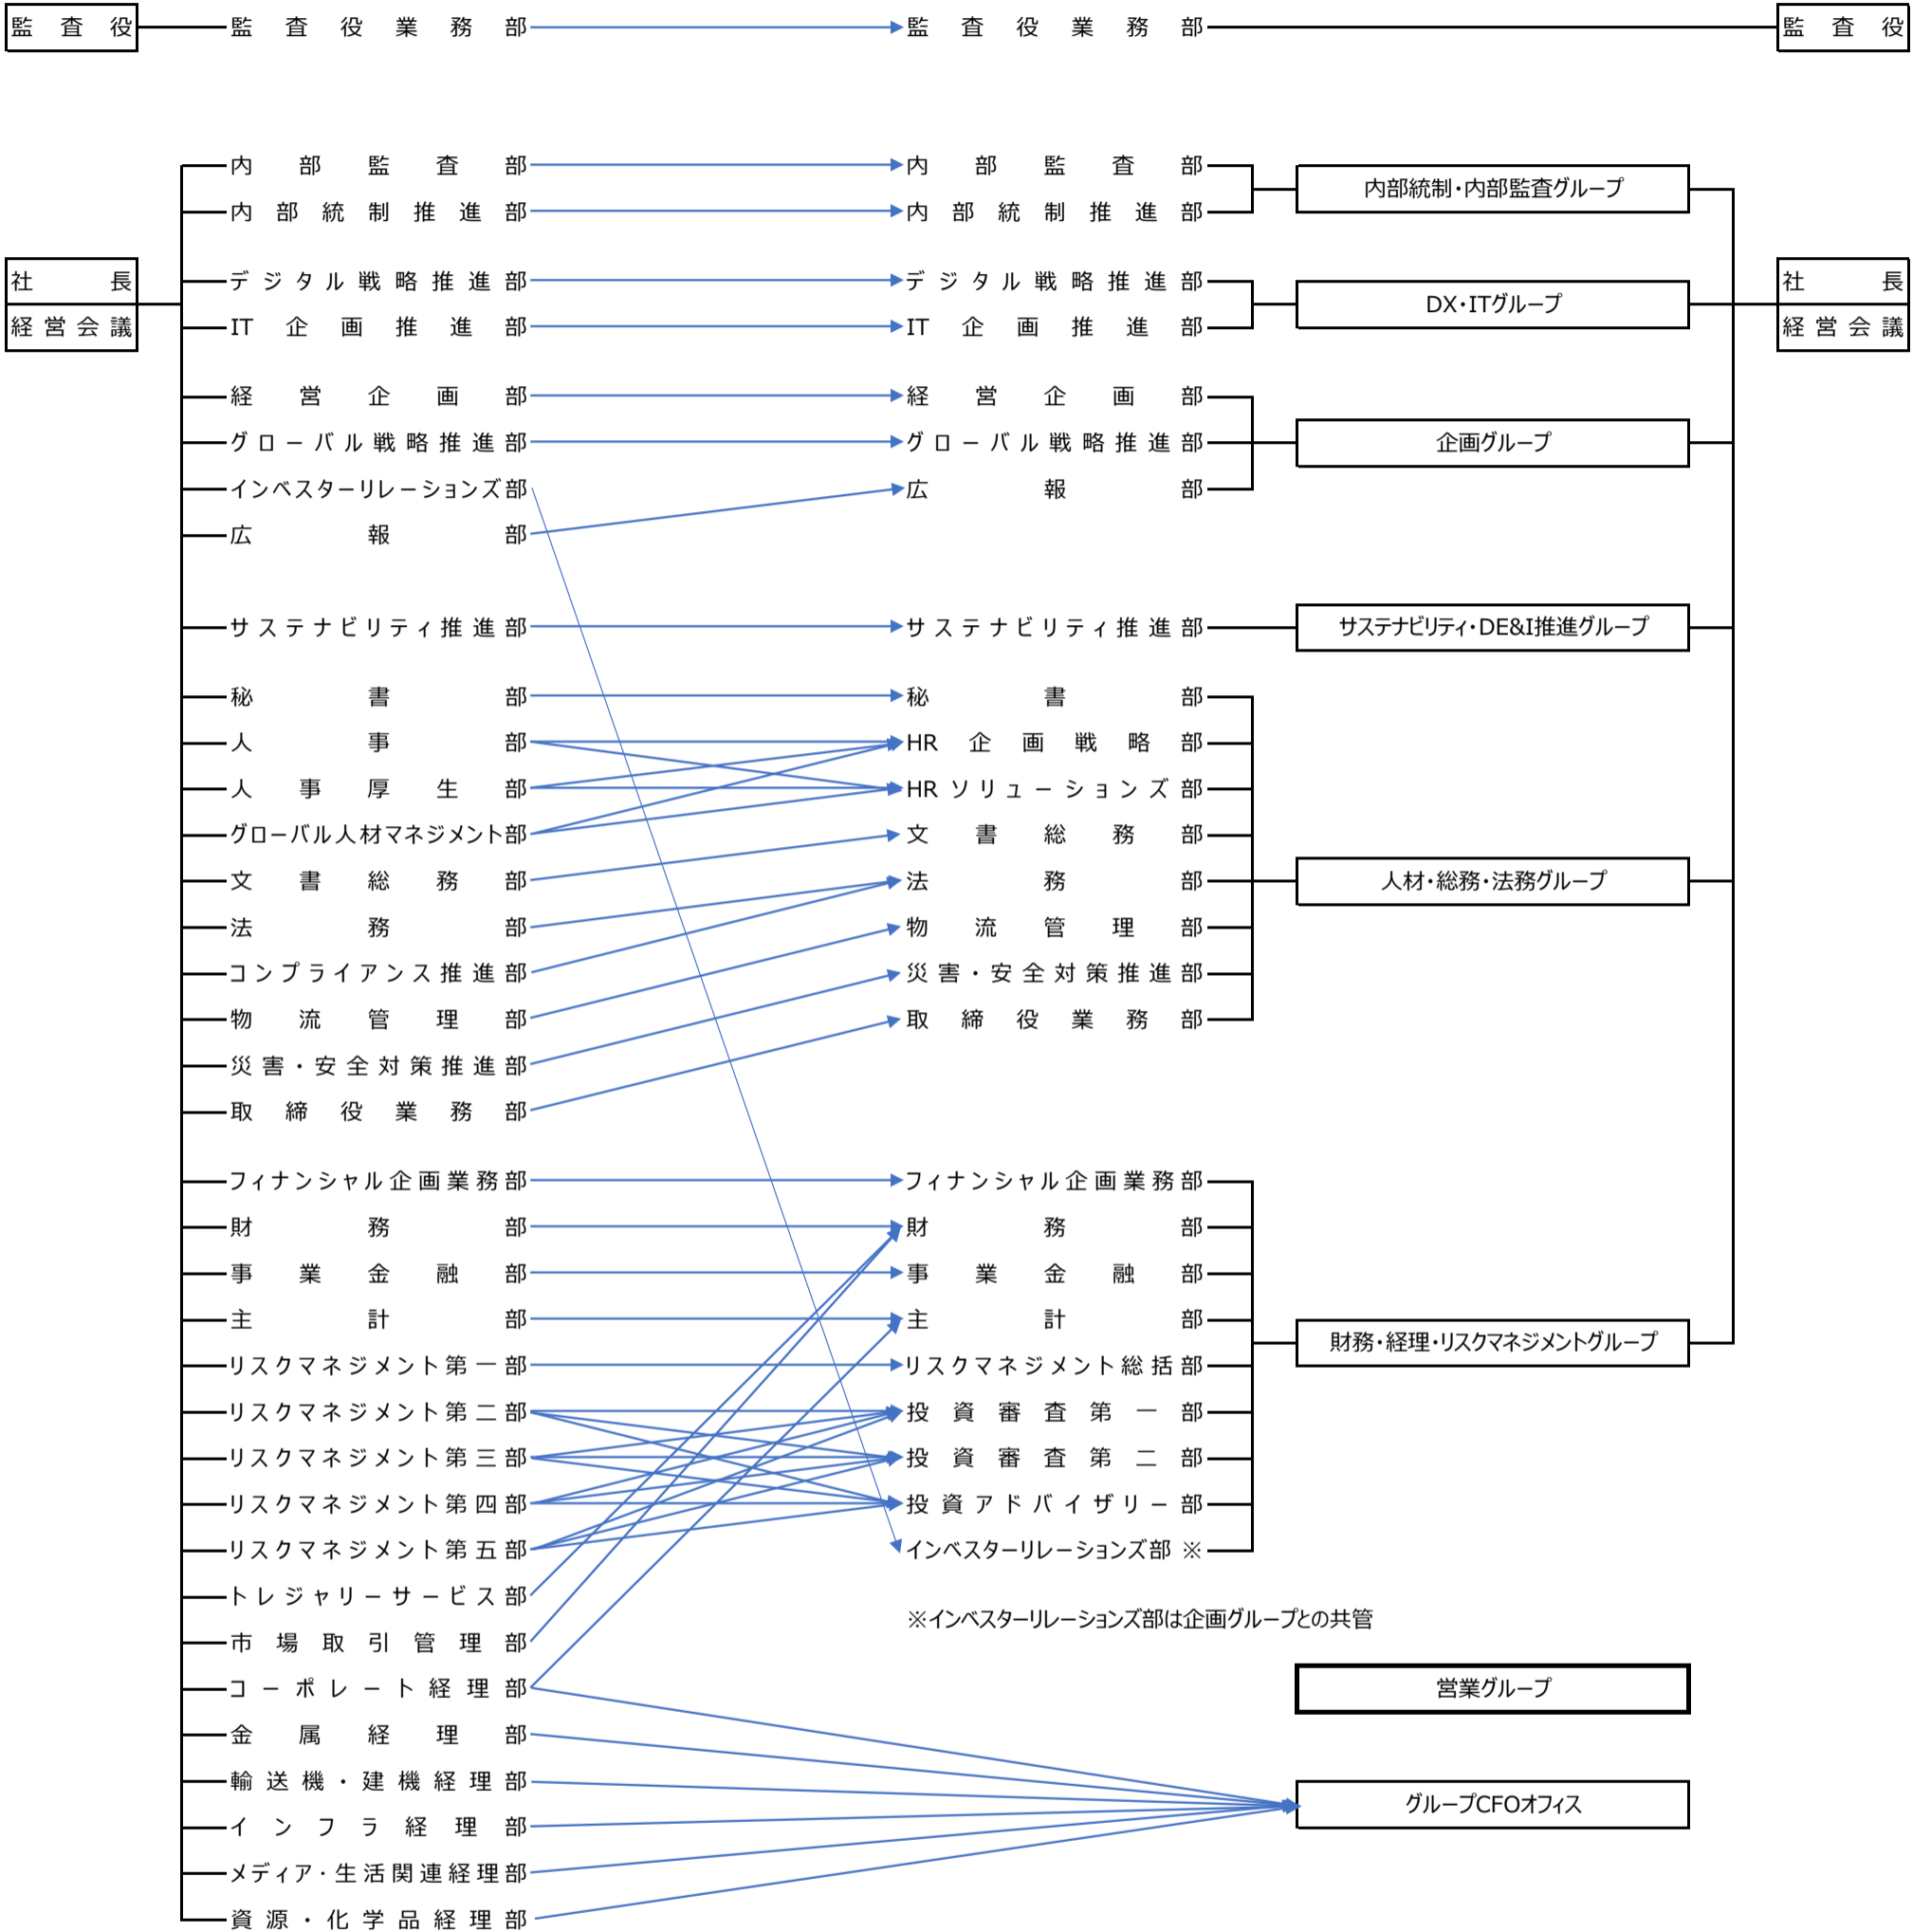 監査役 監査役業務部 監査役業務部 監査役
内部監査部 内部監査部
内部統制・内部監査グループ
内部統制推進部 内部統制推進部
社長 デジタル戦略推進部 デジタル戦略推進部 社長
DX・ITグループ
経営会議 IT企画推進部 IT企画推進部 経営会議
経営企画部 経営企画部
グローバル戦略推進部 グローバル戦略推進部 企画グループ
インベスターリレーションズ部 広報部
広報部
サステナビリティ推進部 サステナビリティ推進部 サステナビリティ・DE&I推進グループ
秘書部 秘書部
人事部 HR企画戦略部
人事厚生部 HRソリューションズ部
グローバル人材マネジメント部 文書総務部
文書総務部 法務部 人材・総務・法務グループ
法務部 物流管理部
コンプライアンス推進部 災害・安全対策推進部
物流管理部 取締役業務部
災害・安全対策推進部
取締役業務部
フィナンシャル企画業務部 フィナンシャル企画業務部
財務部 財務部
事業金融部 事業金融部
主計部 主計部
財務・経理・リスクマネジメントグループ
リスクマネジメント第一部 リスクマネジメント総括部
リスクマネジメント第二部 投資審査第一部
リスクマネジメント第三部 投資審査第二部
リスクマネジメント第四部 投資アドバイザリー部
リスクマネジメント第五部 インベスターリレーションズ部 ※
トレジャリーサービス部
※インベスターリレーションズ部は企画グループとの共管
市場取引管理部
コーポレート経理部 営業グループ
金属経理部
輸送機・建機経理部
グループCFOオフィス
インフラ経理部
メディア・生活関連経理部
資源・化学品経理部